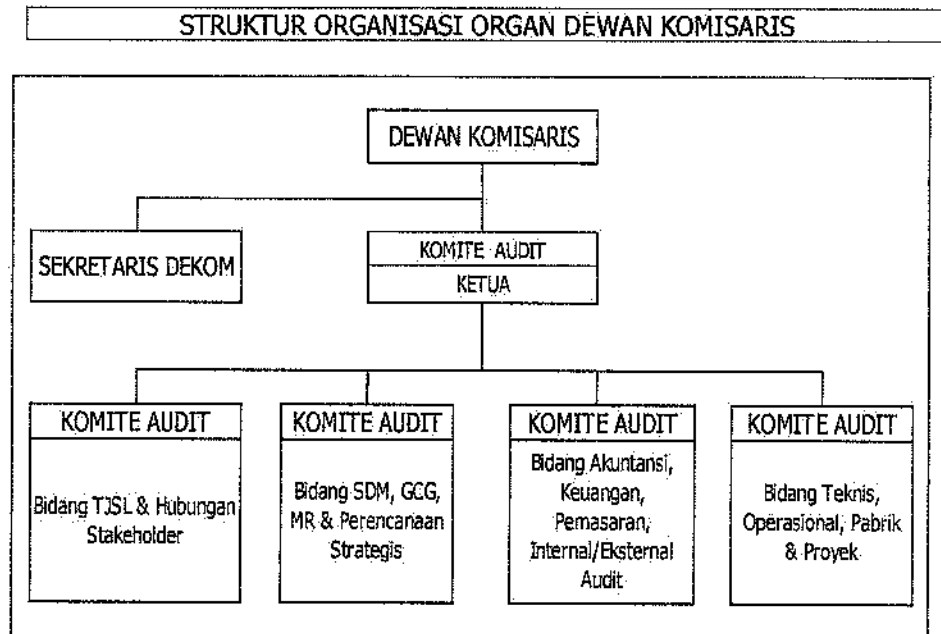 STRUKTUR ORGANISASI ORGAN DEWAN KOMISARIS
DEWAN KOMISARIS
SEKRETARIS DEKOM
KOMITE AUDIT
KETUA
KOMITE AUDIT
Bidang TJSL & Hubungan
Stakeholder
KOMITE AUDIT
Bidang SDM, GCG,
MR & Perencanaan
Strategis
KOMITE AUDIT
Bidang Akuntansi,
Keuangan,
Pemasaran,
Internal/Eksternal
Audit
KOMITE AUDIT
Bidang Teknis,
Operasional, Pabrik
& Proyek